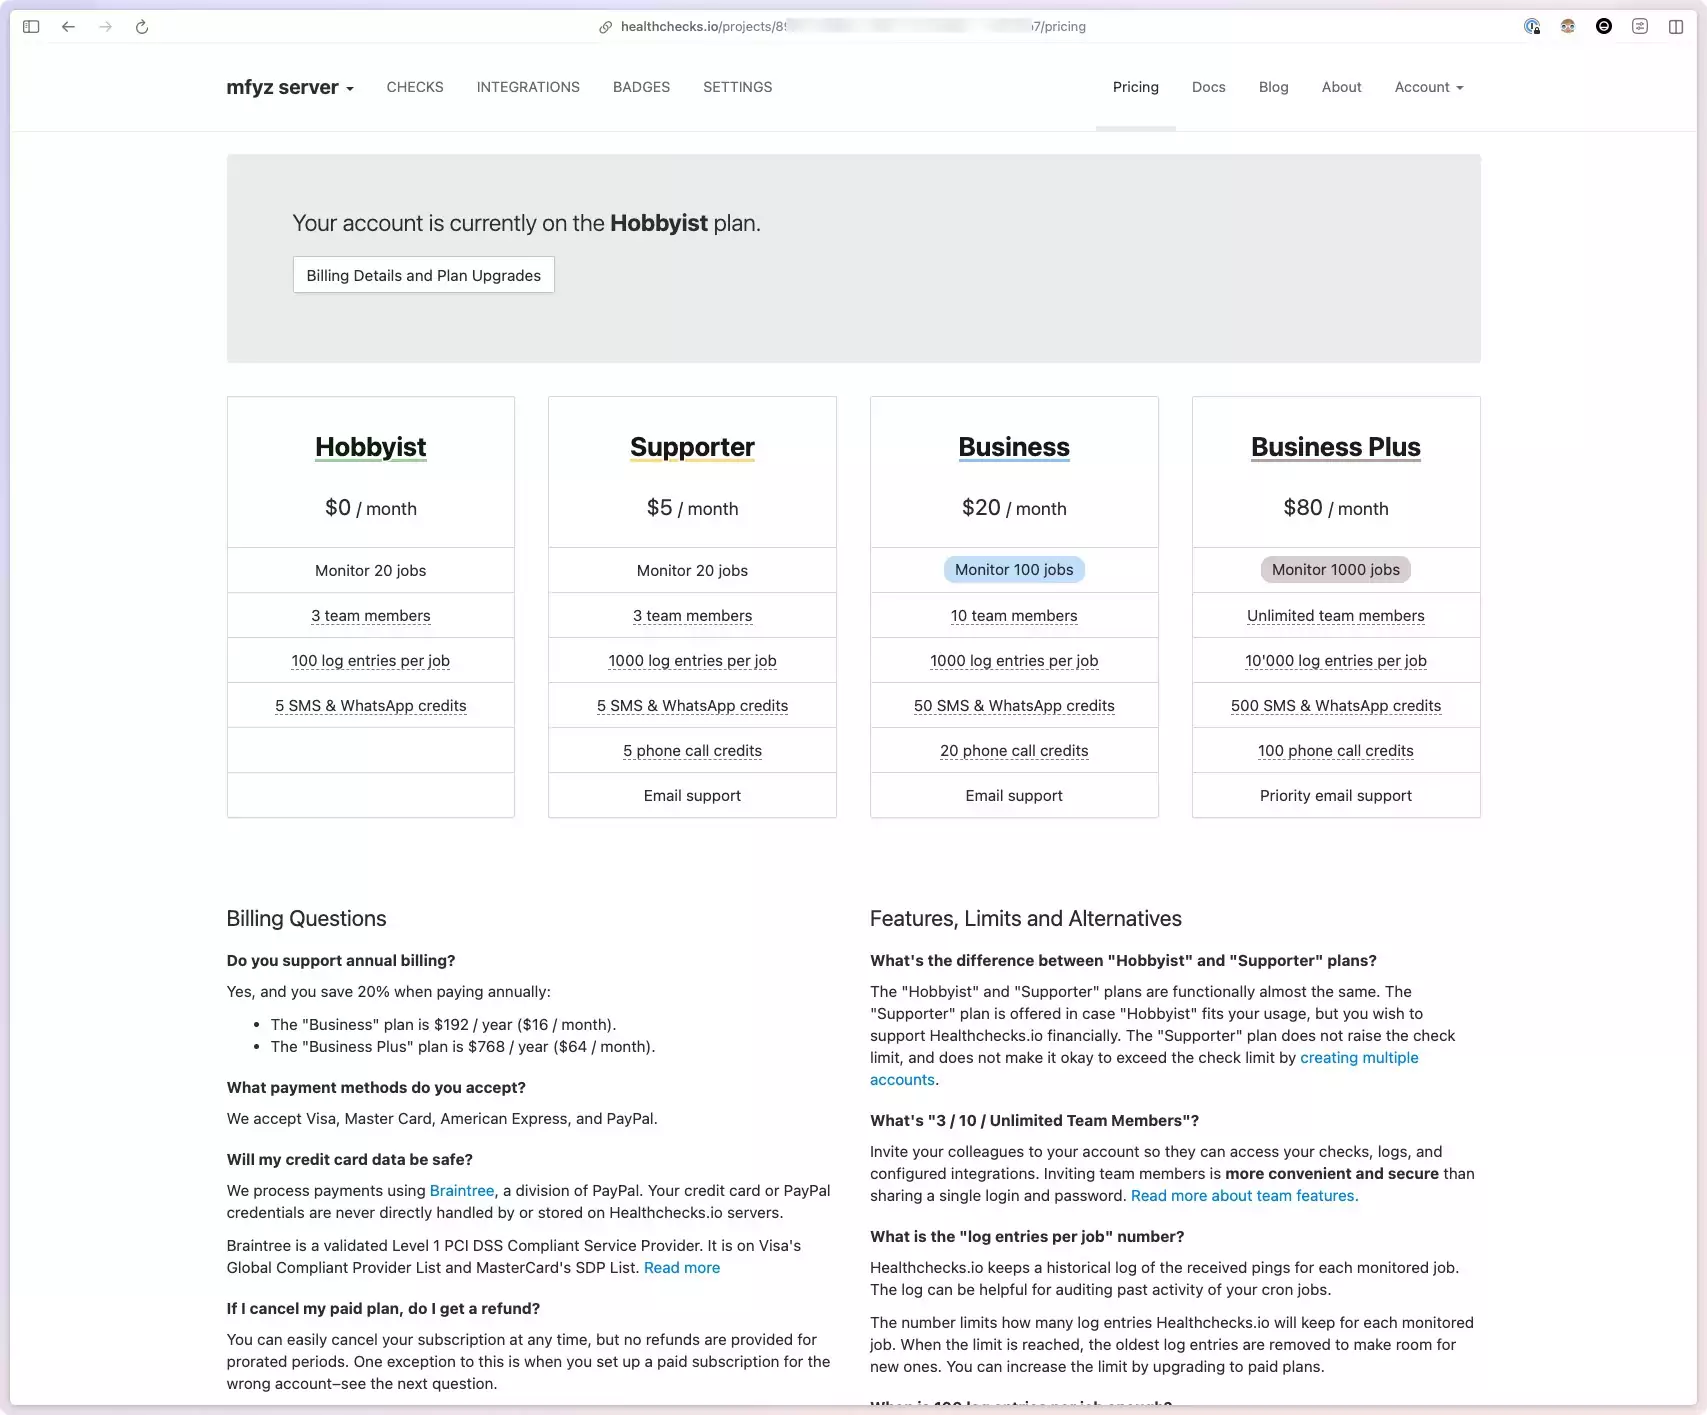 healthchecks.io/projects/89 7/pricing
mfyz server CHECKS INTEGRATIONS BADGES SETTINGS Pricing Docs Blog About Account
Your account is currently on the Hobbyist plan.
Billing Details and Plan Upgrades
Hobbyist
$0 / month
Monitor 20 jobs
3 team members
100 log entries per job
5 SMS & WhatsApp credits
Supporter
$5 / month
Monitor 20 jobs
3 team members
1000 log entries per job
5 SMS & WhatsApp credits
5 phone call credits
Email support
Business
$20 / month
Monitor 100 jobs
10 team members
1000 log entries per job
50 SMS & WhatsApp credits
20 phone call credits
Email support
Business Plus
$80 / month
Monitor 1000 jobs
Unlimited team members
10'000 log entries per job
500 SMS & WhatsApp credits
100 phone call credits
Priority email support
Billing Questions
Do you support annual billing?
Yes, and you save 20% when paying annually:
• The "Business" plan is $192 / year ($16 / month).
• The "Business Plus" plan is $768 / year ($64 / month).
What payment methods do you accept?
We accept Visa, Master Card, American Express, and PayPal.
Will my credit card data be safe?
We process payments using Braintree, a division of PayPal. Your credit card or PayPal
credentials are never directly handled by or stored on Healthchecks.io servers.
Braintree is a validated Level 1 PCI DSS Compliant Service Provider. It is on Visa's
Global Compliant Provider List and MasterCard's SDP List. Read more
If I cancel my paid plan, do I get a refund?
You can easily cancel your subscription at any time, but no refunds are provided for
prorated periods. One exception to this is when you set up a paid subscription for the
wrong account–see the next question.
Features, Limits and Alternatives
What's the difference between "Hobbyist" and "Supporter" plans?
The "Hobbyist" and "Supporter" plans are functionally almost the same. The
"Supporter" plan is offered in case "Hobbyist" fits your usage, but you wish to
support Healthchecks.io financially. The "Supporter" plan does not raise the check
limit, and does not make it okay to exceed the check limit by creating multiple
accounts.
What's "3 / 10 / Unlimited Team Members"?
Invite your colleagues to your account so they can access your checks, logs, and
configured integrations. Inviting team members is more convenient and secure than
sharing a single login and password. Read more about team features.
What is the "log entries per job" number?
Healthchecks.io keeps a historical log of the received pings for each monitored job.
The log can be helpful for auditing past activity of your cron jobs.
The number limits how many log entries Healthchecks.io will keep for each monitored
job. When the limit is reached, the oldest log entries are removed to make room for
new ones. You can increase the limit by upgrading to paid plans.